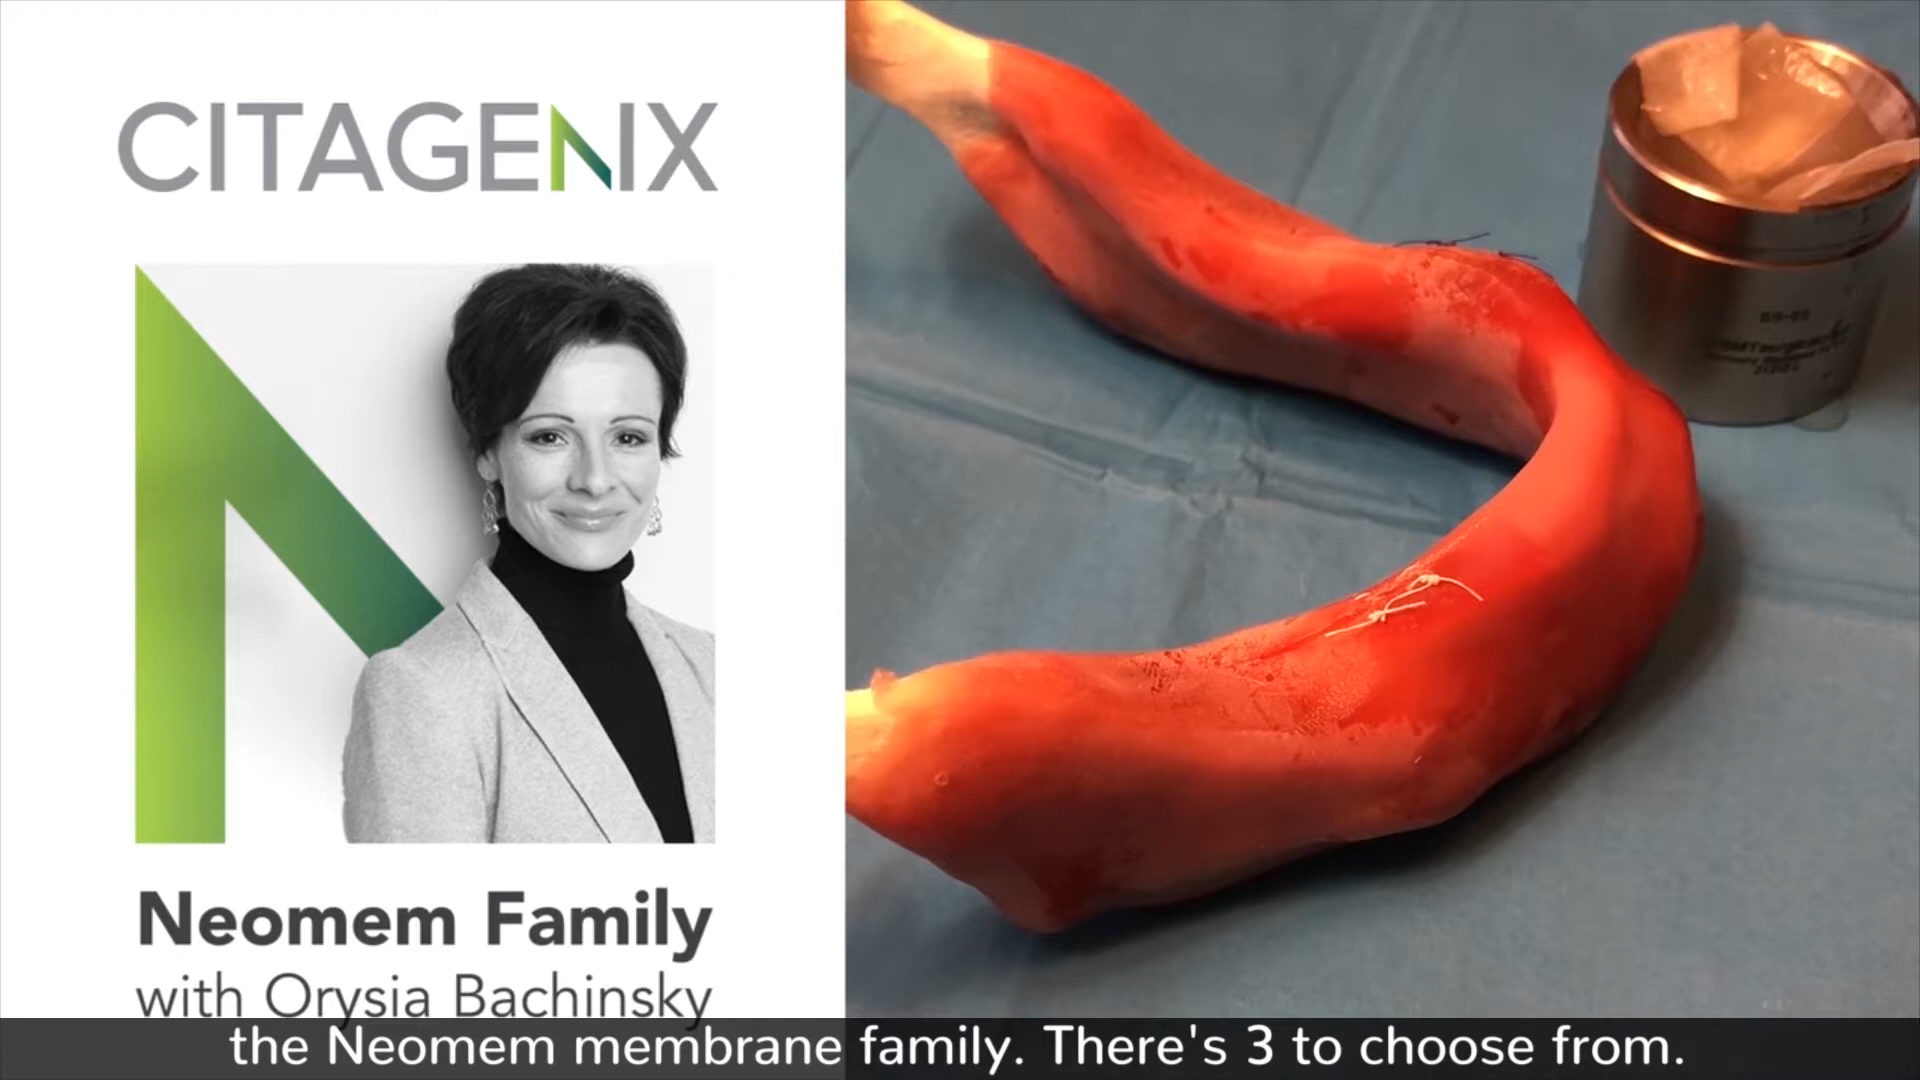 CITAGENIX
Neomem Family
with Orysia Bachinsky
the Neomem membrane family. There's 3 to choose from.